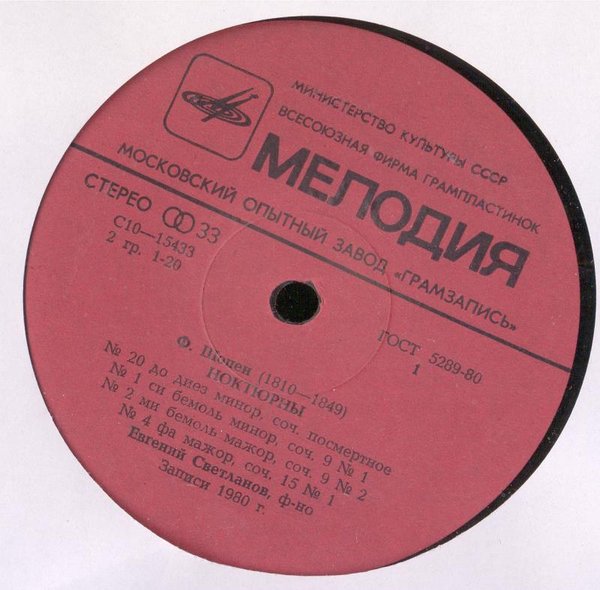 МИНИСТЕРСТВО КУЛЬТУРЫ СССР
ВСЕСОЮЗНАЯ ФИРМА ГРАМПЛАСТИНОК
МЕЛОДИЯ
МОСКОВСКИЙ ОПЫТНЫЙ ЗАВОД «ГРАМЗАПИСЬ»
СТЕРЕО 33
С10—15433
2 гр. 1-20
ГОСТ 5289-80
1
Ф. Шопен (1810—1849)
НОКТЮРНЫ
№ 20 до диез минор, соч. посмертное
№ 1 си бемоль минор, соч. 9 № 1
№ 2 ми бемоль мажор, соч. 9 № 2
№ 4 фа мажор, соч. 15 № 1
Евгений Светланов, ф-но
Записи 1980 г.